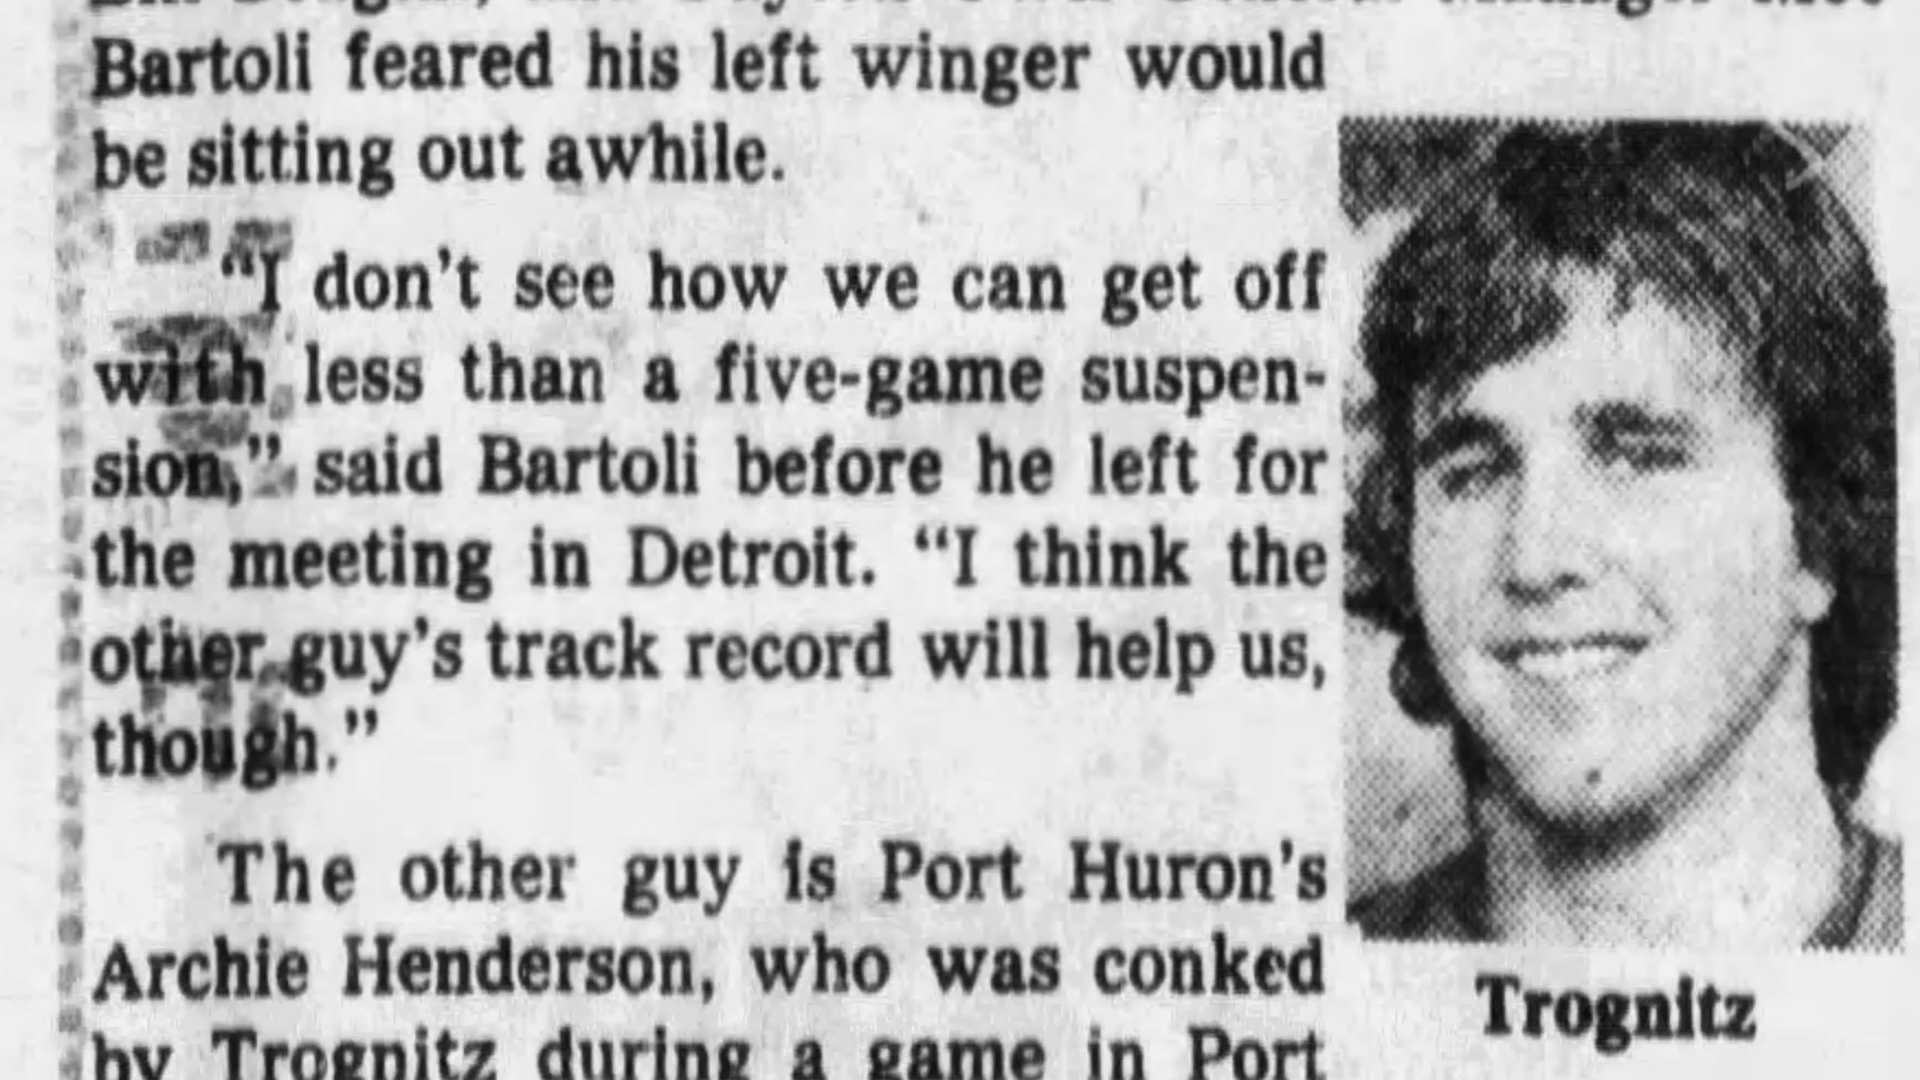 Bartoli feared his left winger would
be sitting out awhile.
"I don't see how we can get off
with less than a five-game suspen-
sion," said Bartoli before he left for
the meeting in Detroit. "I think the
other guy's track record will help us,
though."
The other guy is Port Huron's
Archie Henderson, who was conked
by Trognitz during a game in Port
Trognitz